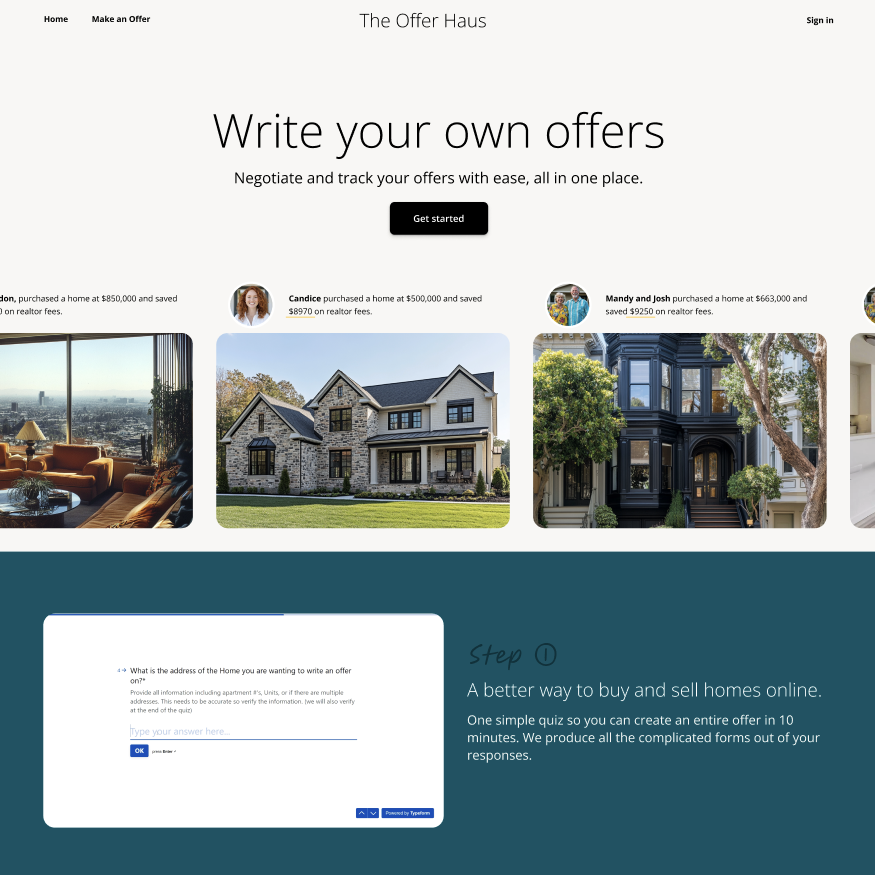 Home
Make an Offer
The Offer Haus
Sign in
Write your own offers
Negotiate and track your offers with ease, all in one place.
Get started
don, purchased a home at $850,000 and saved
0 on realtor fees.
Candice purchased a home at $500,000 and saved
$8970 on realtor fees.
Mandy and Josh purchased a home at $663,000 and
saved $9250 on realtor fees.
What is the address of the Home you are wanting to write an offer
on?*
Provide all information including apartment #'s, Units, or if there are multiple
addresses. This needs to be accurate so verify the information. (we will also verify
at the end of the quiz)
Type your answer here...
OK press Enter ↵
Powered by Typeform
Step 1
A better way to buy and sell homes online.
One simple quiz so you can create an entire offer in 10
minutes. We produce all the complicated forms out of your
responses.